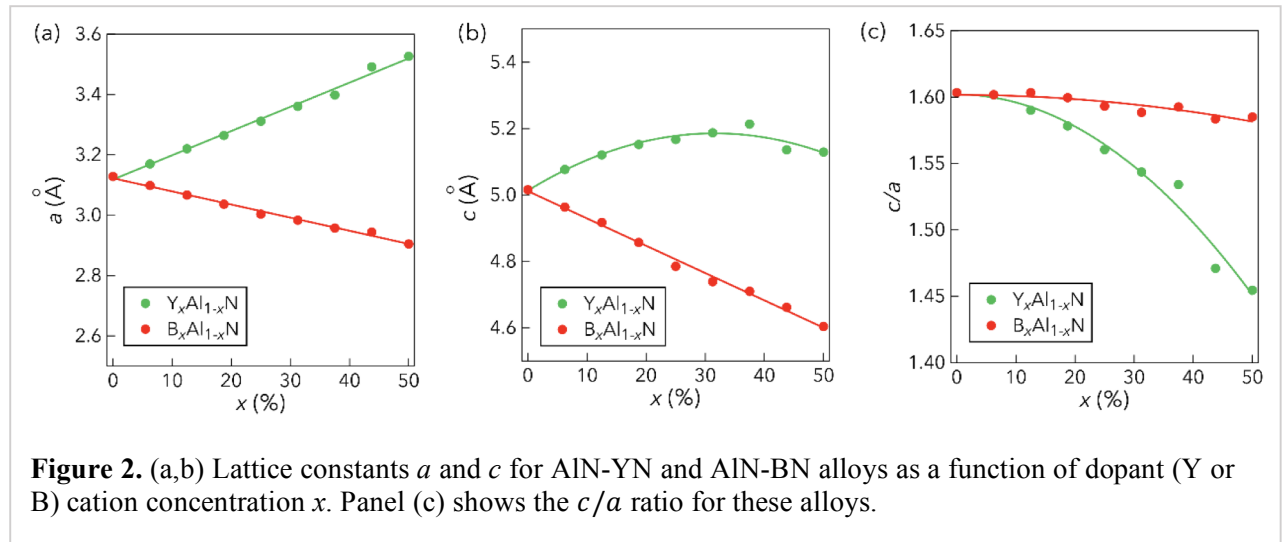 (a)
3.6
3.4
3.2
3.0
2.8
2.6
a (Å)
YₓAl₁₋ₓN
BₓAl₁₋ₓN
0 10 20 30 40 50
x (%)
(b)
5.4
5.2
5.0
4.8
4.6
c (Å)
YₓAl₁₋ₓN
BₓAl₁₋ₓN
0 10 20 30 40 50
x (%)
(c)
1.65
1.60
1.55
1.50
1.45
1.40
c/a
YₓAl₁₋ₓN
BₓAl₁₋ₓN
0 10 20 30 40 50
x (%)
Figure 2. (a,b) Lattice constants a and c for AlN-YN and AlN-BN alloys as a function of dopant (Y or
B) cation concentration x. Panel (c) shows the c/a ratio for these alloys.